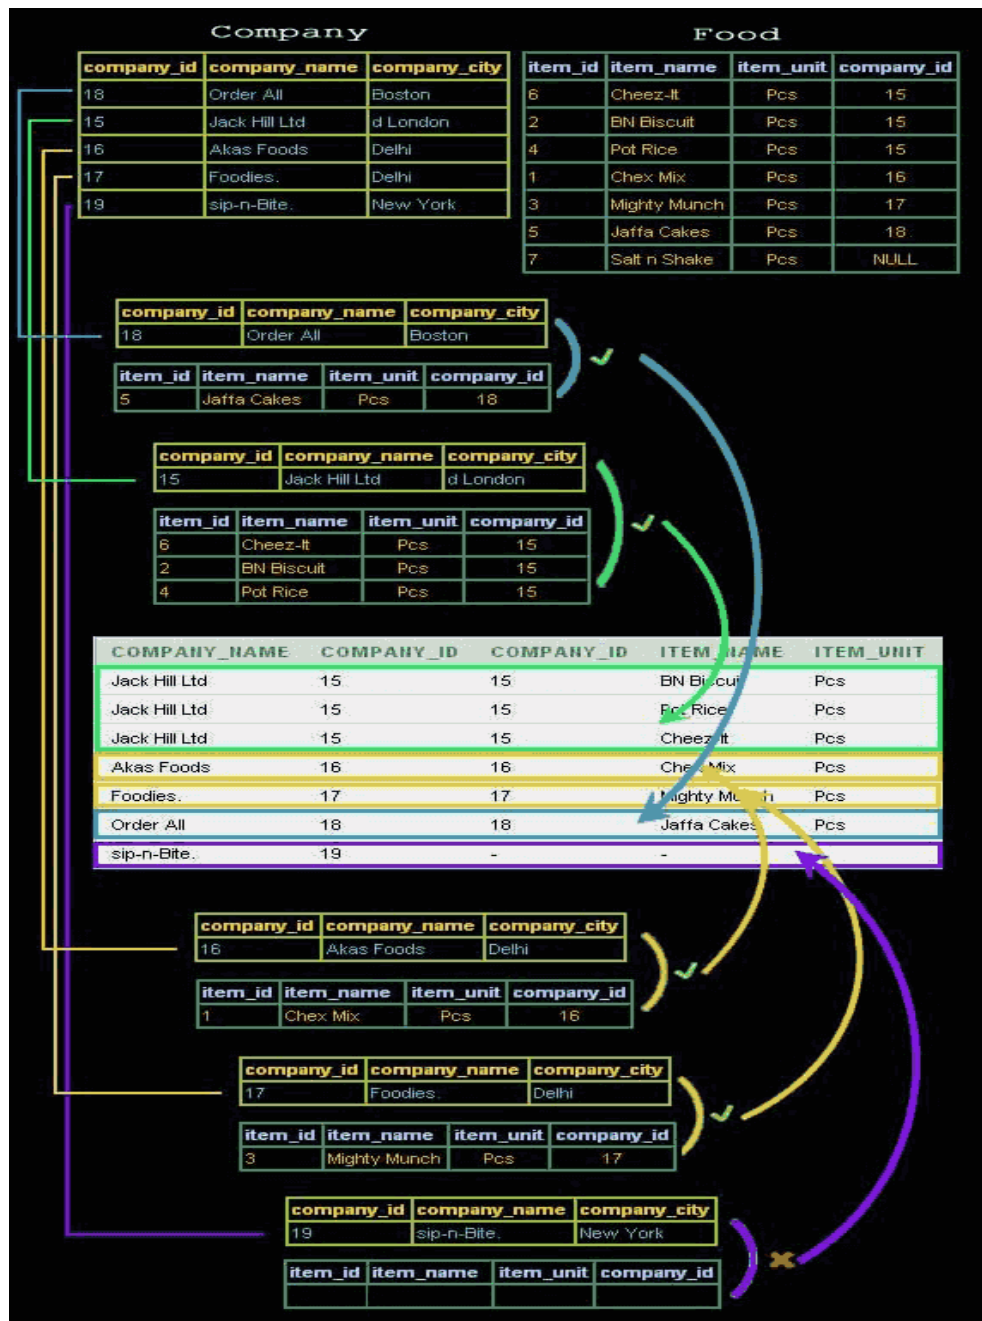 Company
Food
company_id company_name company_city
18 Order All Boston
15 Jack Hill Ltd d London
16 Akas Foods Delhi
17 Foodies. Delhi
19 sip-n-Bite. New York
item_id item_name item_unit company_id
6 Cheez-It Pcs 15
2 BN Biscuit Pcs 15
4 Pot Rice Pcs 15
1 Chex Mix Pcs 16
3 Mighty Munch Pcs 17
5 Jaffa Cakes Pcs 18
7 Salt n Shake Pcs NULL
company_id company_name company_city
18 Order All Boston
item_id item_name item_unit company_id
5 Jaffa Cakes Pcs 18
company_id company_name company_city
15 Jack Hill Ltd d London
item_id item_name item_unit company_id
6 Cheez-It Pcs 15
2 BN Biscuit Pcs 15
4 Pot Rice Pcs 15
COMPANY_NAME COMPANY_ID COMPANY_ID ITEM_NAME ITEM_UNIT
Jack Hill Ltd 15 15 BN Biscuit Pcs
Jack Hill Ltd 15 15 Pot Rice Pcs
Jack Hill Ltd 15 15 Cheez-It Pcs
Akas Foods 16 16 Chex Mix Pcs
Foodies. 17 17 Mighty Munch Pcs
Order All 18 18 Jaffa Cakes Pcs
sip-n-Bite. 19 - - -
company_id company_name company_city
16 Akas Foods Delhi
item_id item_name item_unit company_id
1 Chex Mix Pcs 16
company_id company_name company_city
17 Foodies. Delhi
item_id item_name item_unit company_id
3 Mighty Munch Pcs 17
company_id company_name company_city
19 sip-n-Bite. New York
item_id item_name item_unit company_id